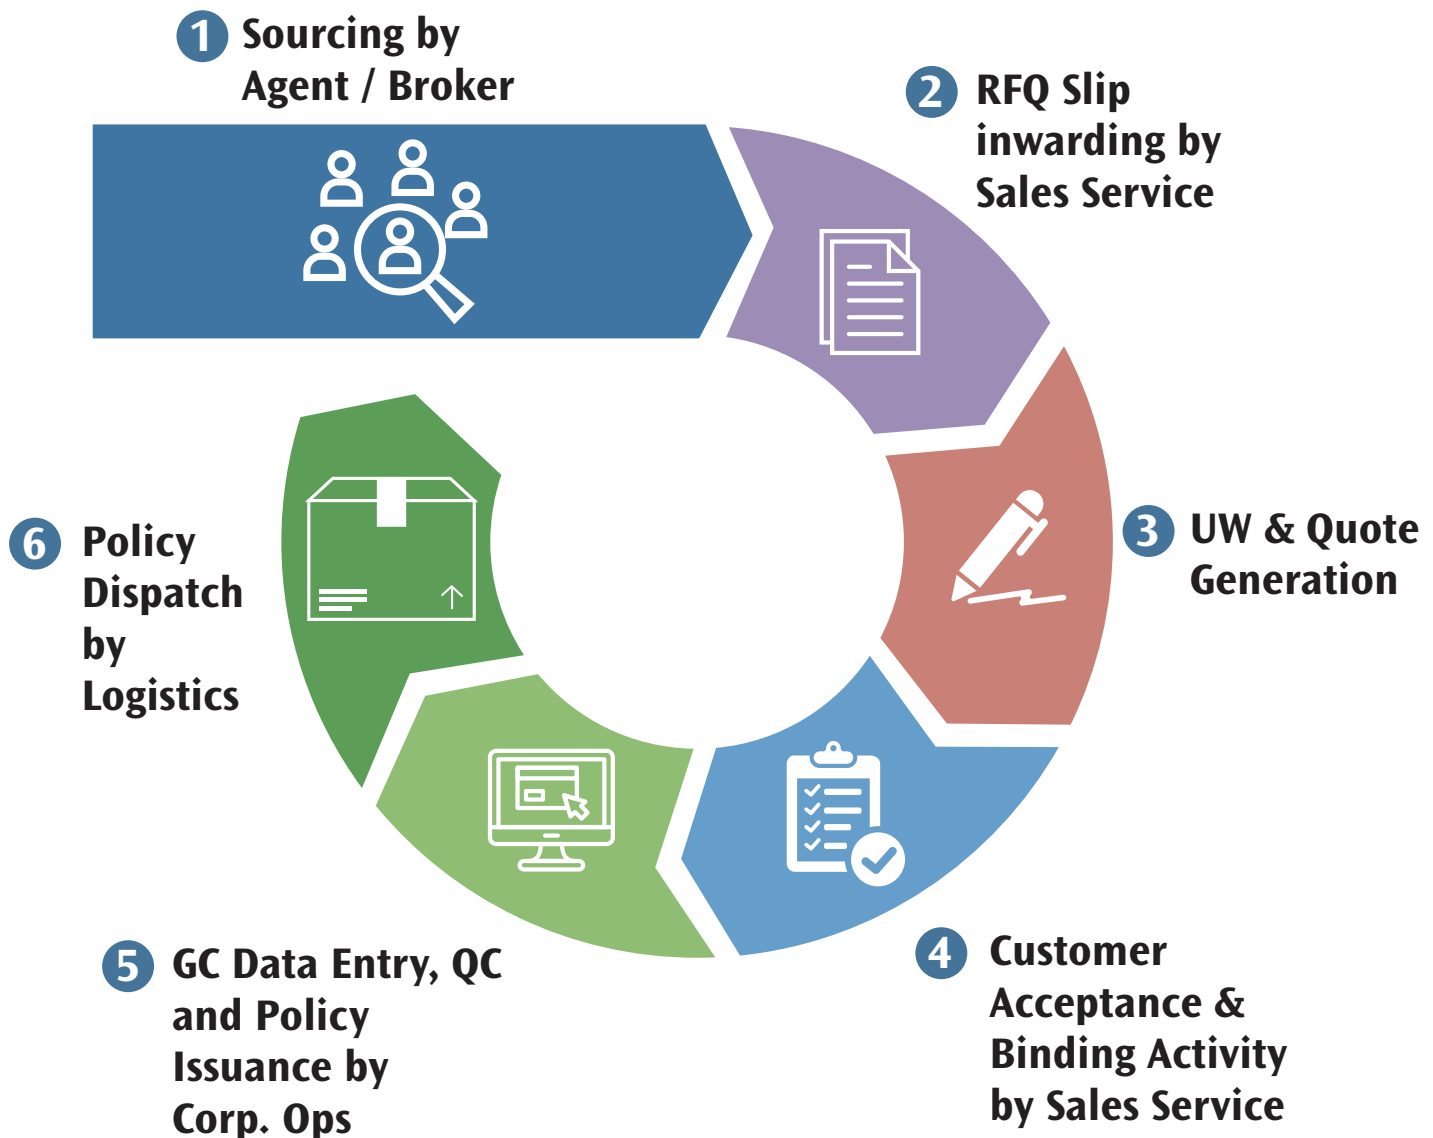 1 Sourcing by
Agent / Broker
2 RFQ Slip
inwarding by
Sales Service
3 UW & Quote
Generation
4 Customer
Acceptance &
Binding Activity
by Sales Service
5 GC Data Entry, QC
and Policy
Issuance by
Corp. Ops
6 Policy
Dispatch
by
Logistics